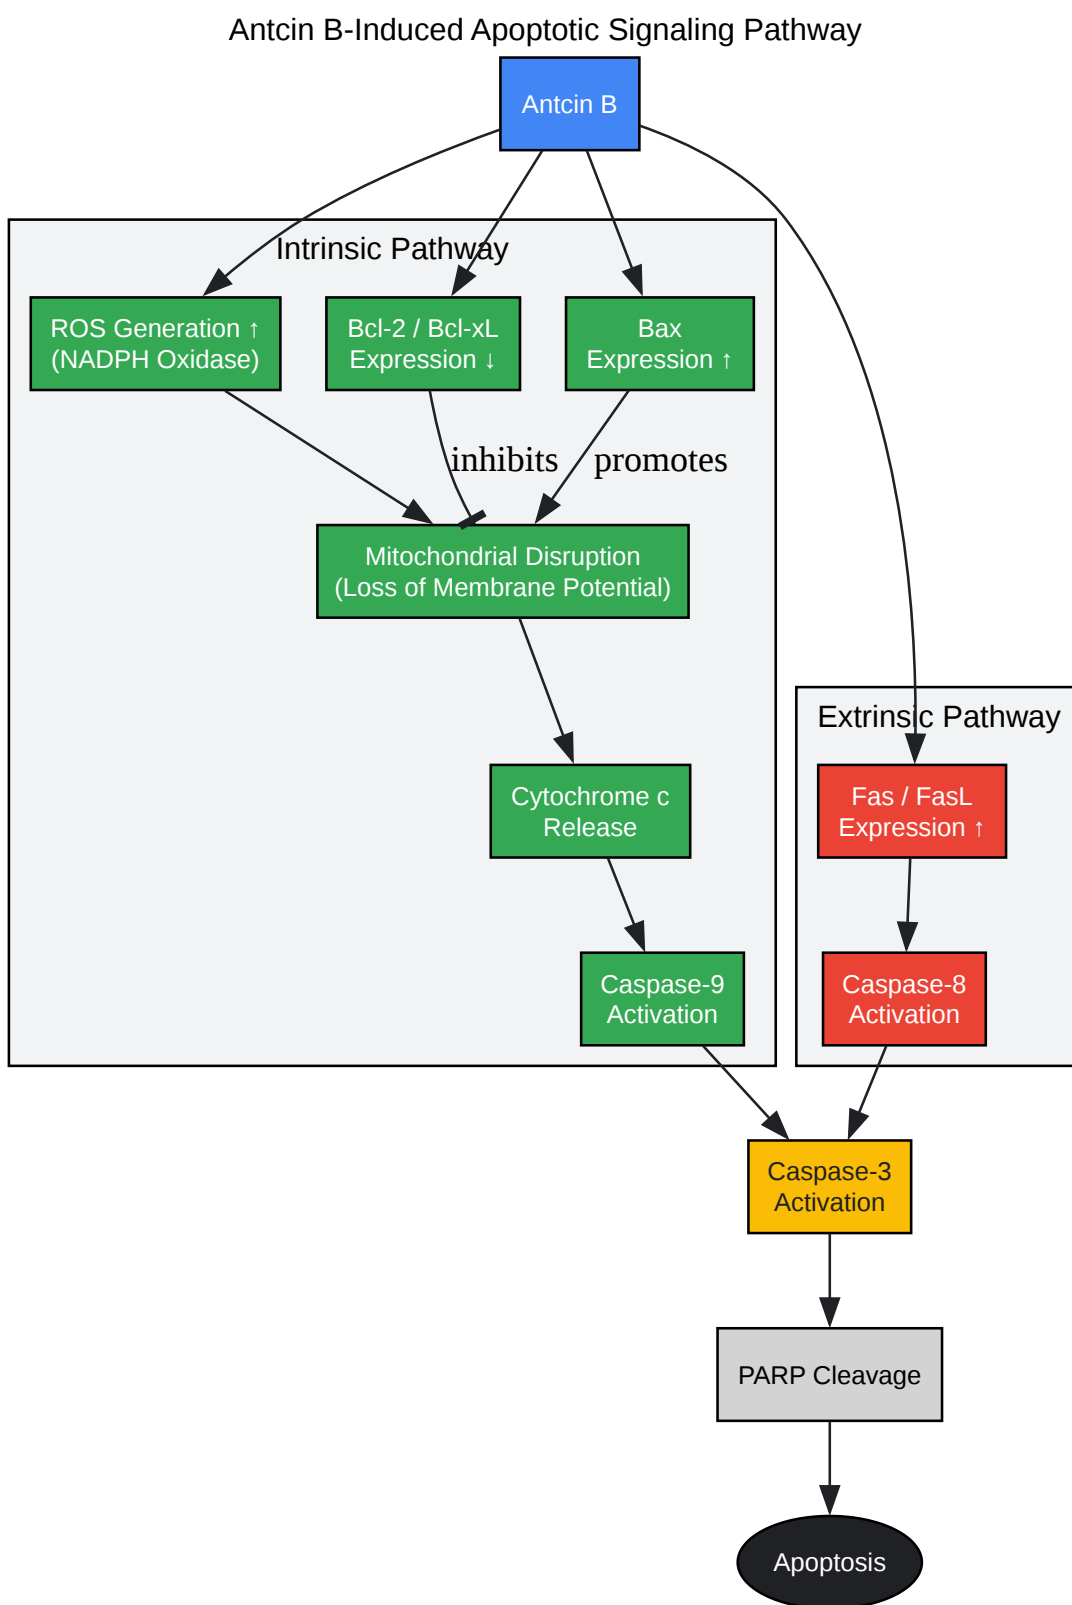 Antcin B-Induced Apoptotic Signaling Pathway
Antcin B
Intrinsic Pathway
ROS Generation ↑
(NADPH Oxidase)
Bcl-2 / Bcl-xL
Expression ↓
Bax
Expression ↑
inhibits
promotes
Mitochondrial Disruption
(Loss of Membrane Potential)
Extrinsic Pathway
Cytochrome c
Release
Fas / FasL
Expression ↑
Caspase-9
Activation
Caspase-8
Activation
Caspase-3
Activation
PARP Cleavage
Apoptosis